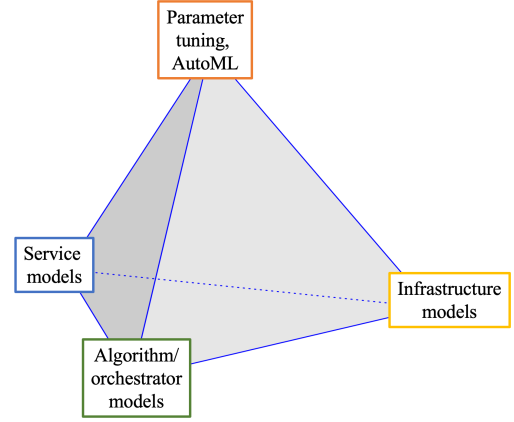 Parameter
tuning,
AutoML
Service
models
Infrastructure
models
Algorithm/
orchestrator
models